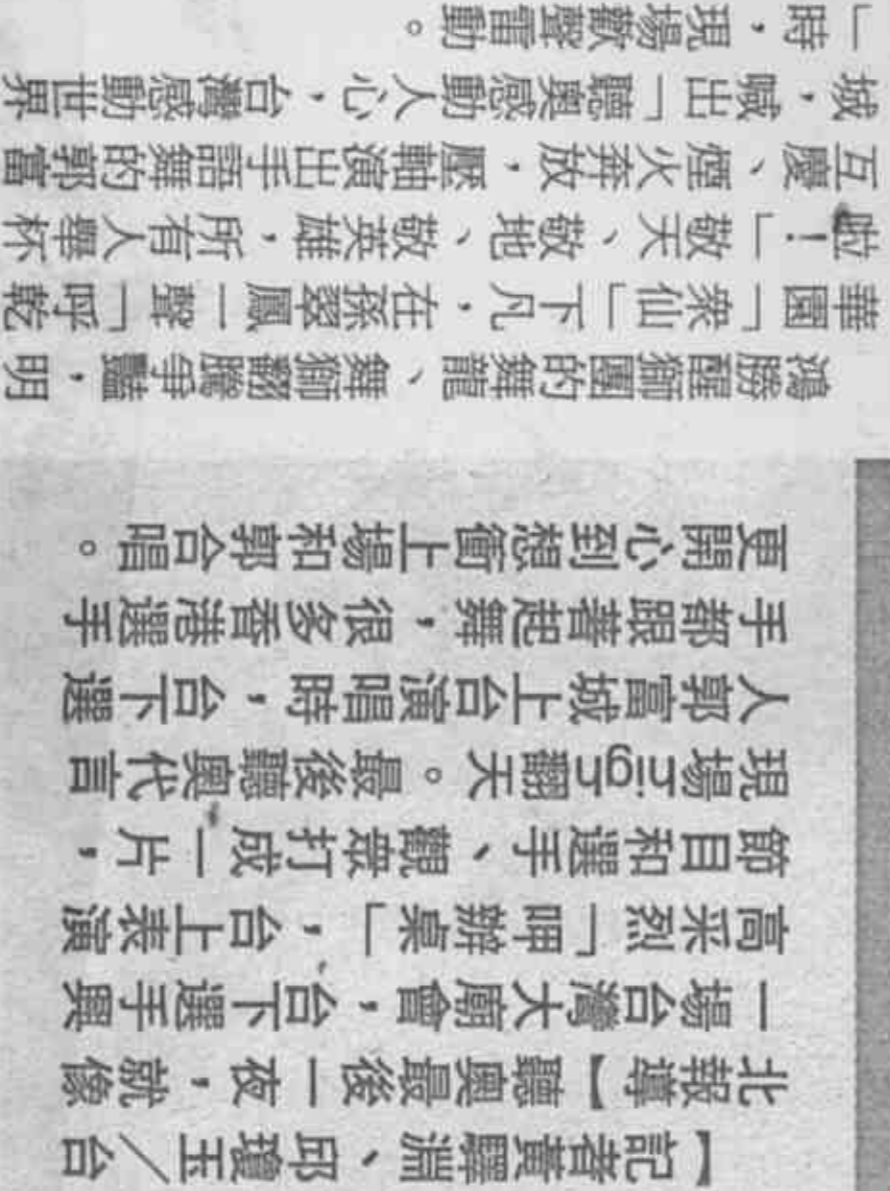 【記者黃驛淵、邱瓊玉／台
北報導】聽奧最後一夜，就像
一場台灣大廟會，台下選手興
高采烈「呷辦桌」，台上表演
節目和選手、觀眾打成一片，
現場high翻天。最後聽奧代言
人郭富城上台演唱時，台下選
手都跟著起舞，很多香港選手
更開心到想衝上場和郭合唱。
鴻勝醒獅團的舞龍、舞獅翻騰爭豔，明
華園「眾仙」下凡，在孫翠鳳一聲「呼乾
啦！」敬天、敬地、敬英雄，所有人舉杯
互慶、煙火奔放，壓軸演出手語舞的郭富
城，喊出「聽奧感動人心，台灣感動世界
」時，現場歡聲雷動。